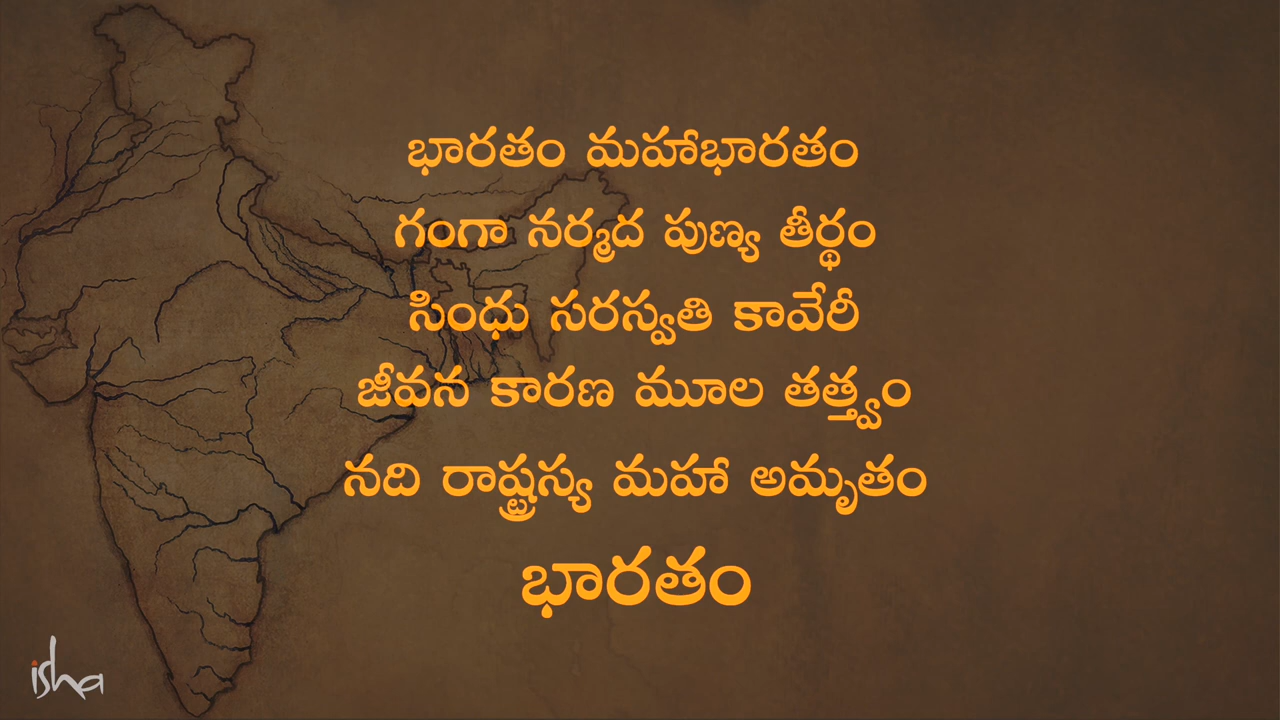 భారతం మహాభారతం
గంగా నర్మద పుణ్య తీర్థం
సింధు సరస్వతి కావేరీ
జీవన కారణ మూల తత్త్వం
నది రాష్ట్రస్య మహా అమృతం
భారతం
isha